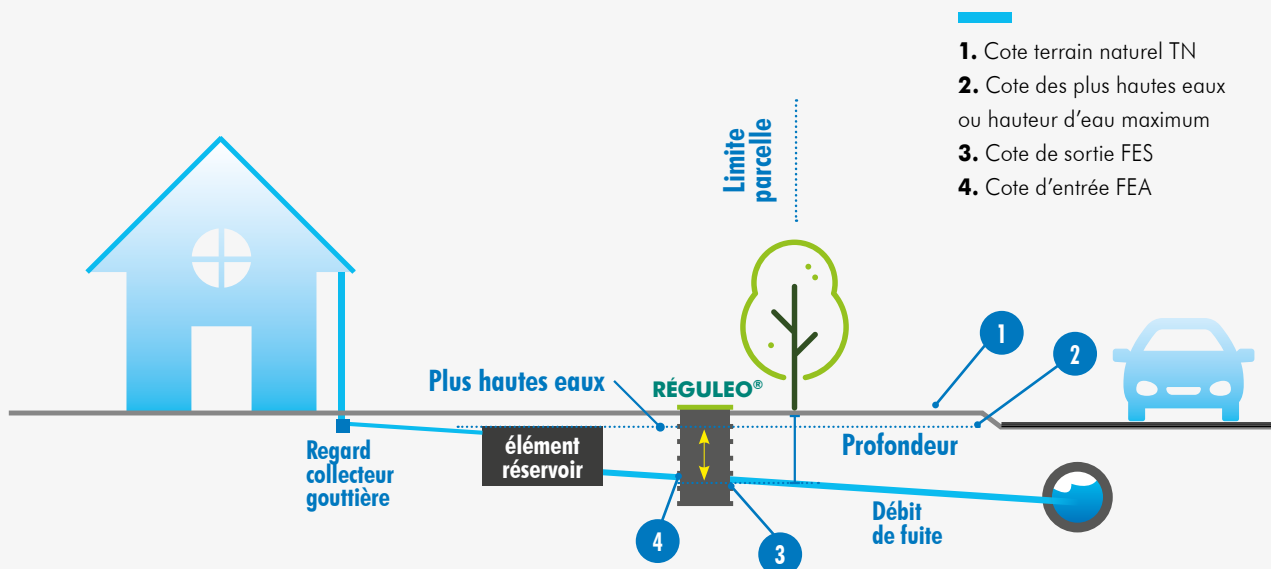 1. Cote terrain naturel TN
2. Cote des plus hautes eaux
ou hauteur d'eau maximum
3. Cote de sortie FES
4. Cote d'entrée FEA
Limite
parcelle
1
2
Plus hautes eaux
RÉGULEO®
Regard
collecteur
gouttière
élément
réservoir
Profondeur
Débit
de fuite
4
3